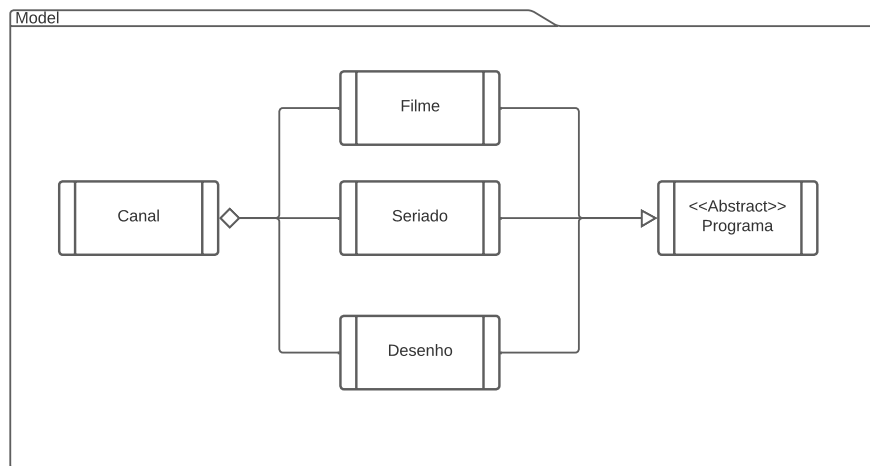 Model
Filme
Canal
Seriado
<<Abstract>>
Programa
Desenho